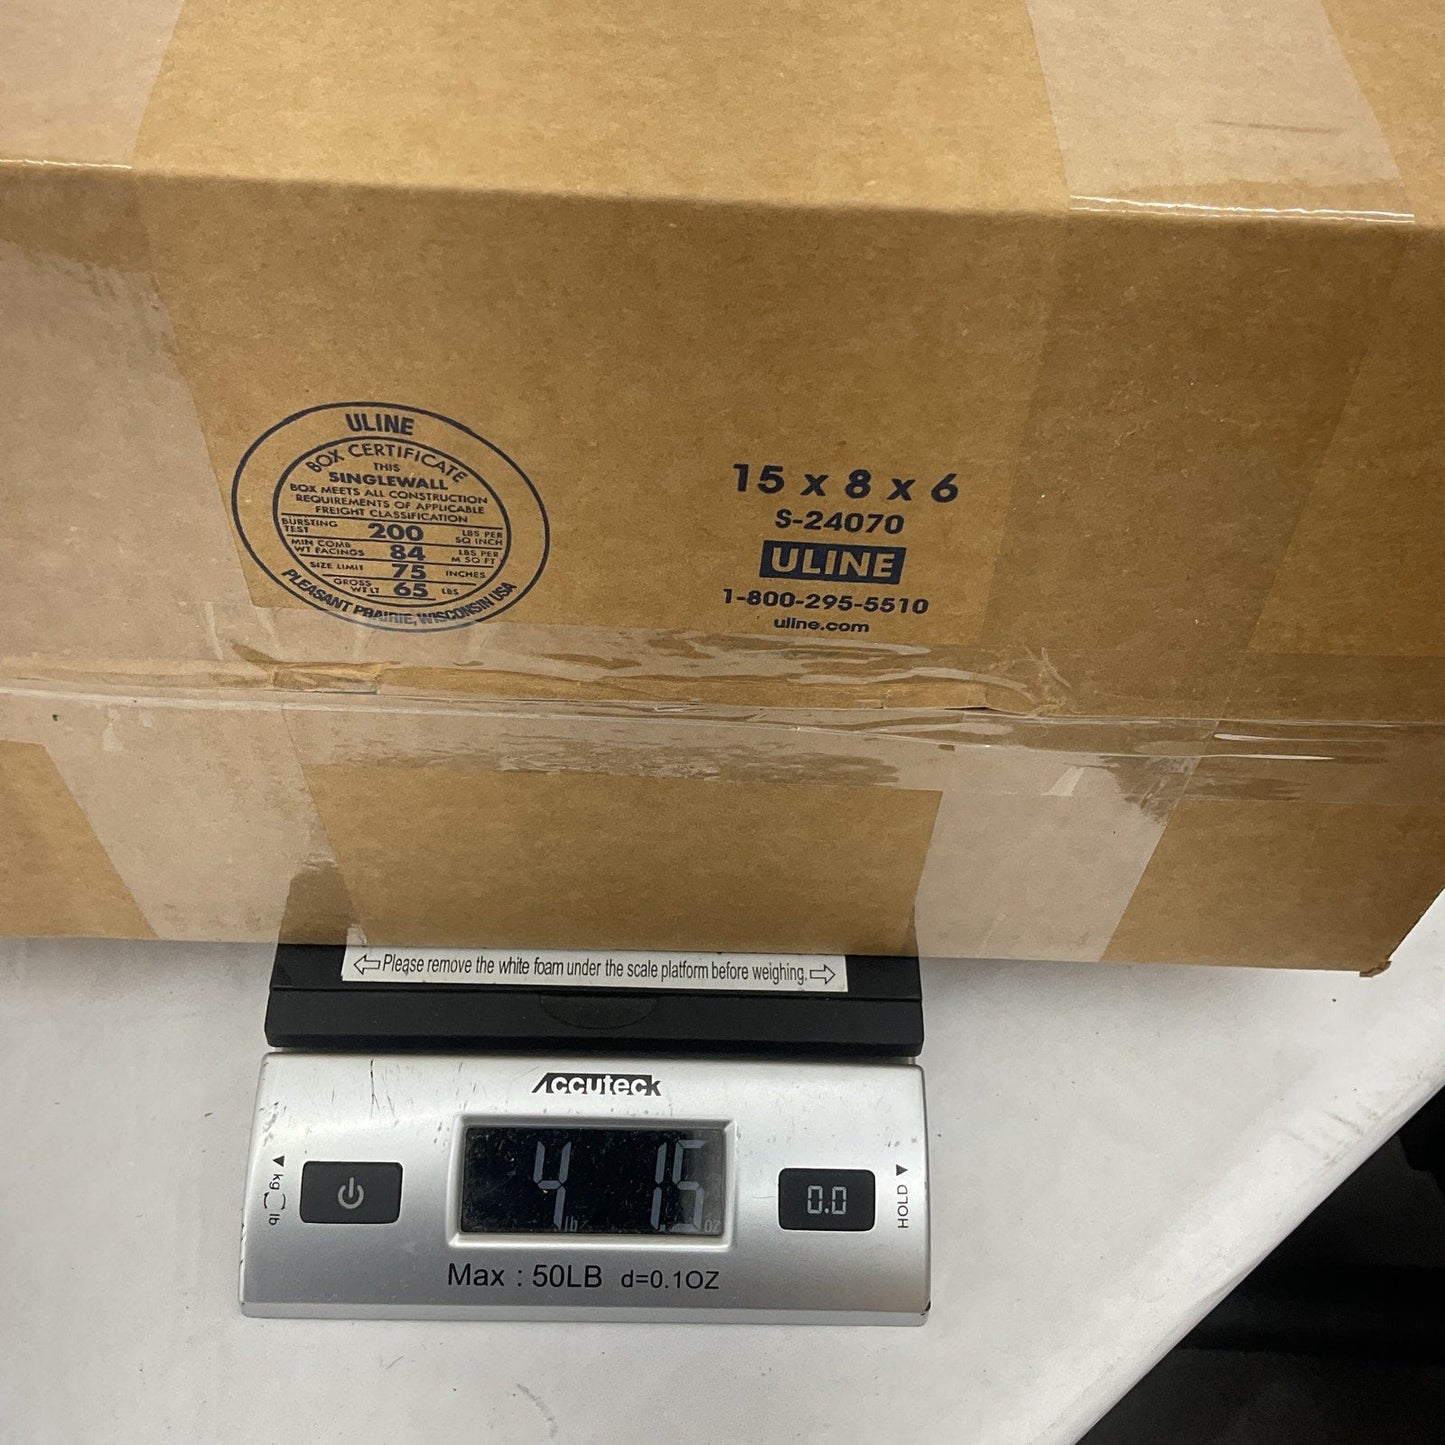 ULINE
BOX CERTIFICATE
THIS
SINGLEWALL
BOX MEETS ALL CONSTRUCTION
REQUIREMENTS OF APPLICABLE
FREIGHT CLASSIFICATION
BURSTING TEST 200 LBS PER SQ INCH
MIN COMB WT FACINGS 84 LBS PER M SQ FT
SIZE LIMIT 75 INCHES
GROSS WT LT 65 LBS
PLEASANT PRAIRIE, WISCONSIN USA
15 x 8 x 6
S-24070
ULINE
1-800-295-5510
uline.com
Please remove the white foam under the scale platform before weighing.
Accuteck
kg lb
4 lb 1.5 oz
0.0
HOLD
Max : 50LB d=0.1OZ